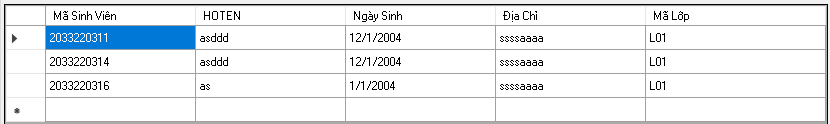 Mã Sinh Viên HOTEN Ngày Sinh Địa Chỉ Mã Lớp
2033220311 asddd 12/1/2004 ssssaaaa L01
2033220314 asddd 12/1/2004 ssssaaaa L01
2033220316 as 1/1/2004 ssssaaaa L01